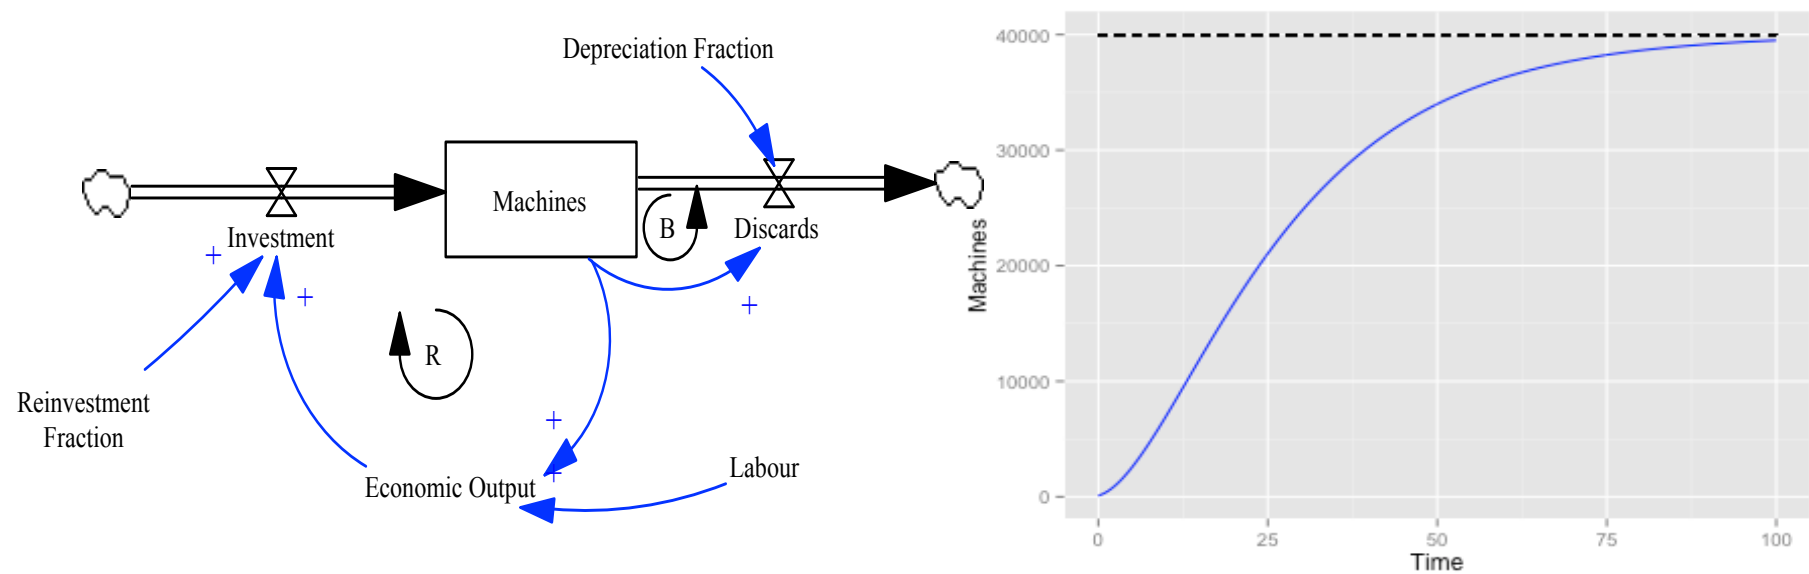 Depreciation Fraction
Machines
B
Discards
Investment
+
+
+
R
Reinvestment
Fraction
+
+
Labour
Economic Output
40000
30000
20000
10000
0
Machines
0 25 50 75 100
Time